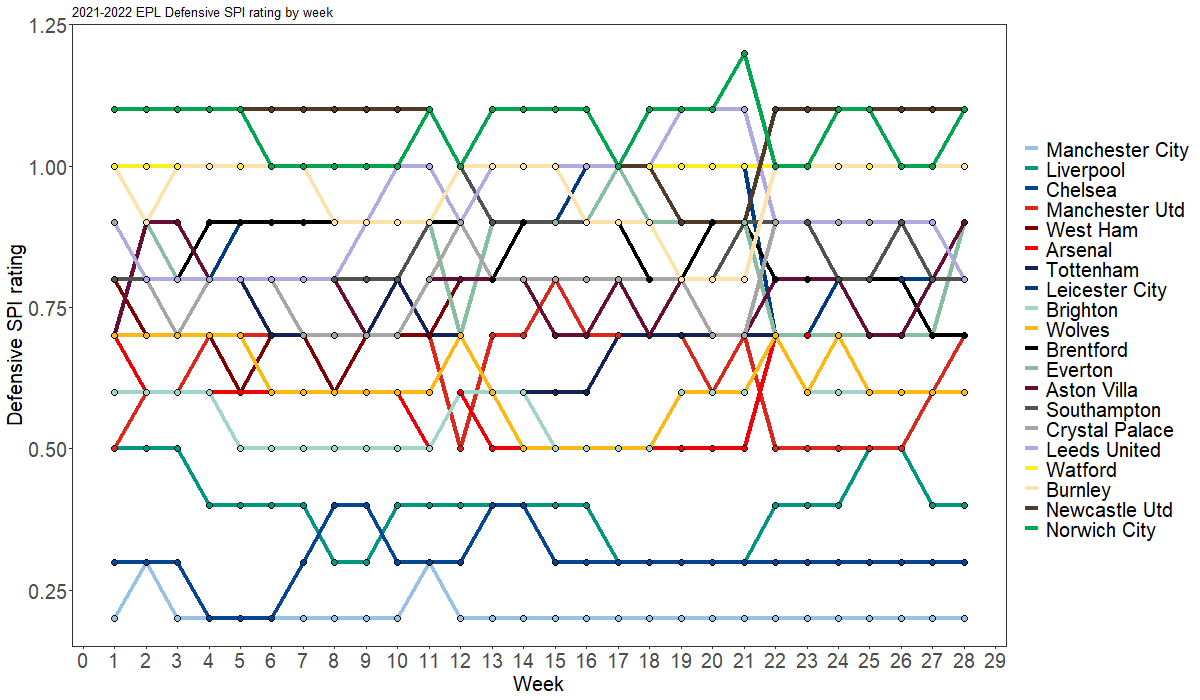 2021-2022 EPL Defensive SPI rating by week
1.25
1.00
0.75
0.50
0.25
Defensive SPI rating
0 1 2 3 4 5 6 7 8 9 10 11 12 13 14 15 16 17 18 19 20 21 22 23 24 25 26 27 28 29
Week
Manchester City
Liverpool
Chelsea
Manchester Utd
West Ham
Arsenal
Tottenham
Leicester City
Brighton
Wolves
Brentford
Everton
Aston Villa
Southampton
Crystal Palace
Leeds United
Watford
Burnley
Newcastle Utd
Norwich City